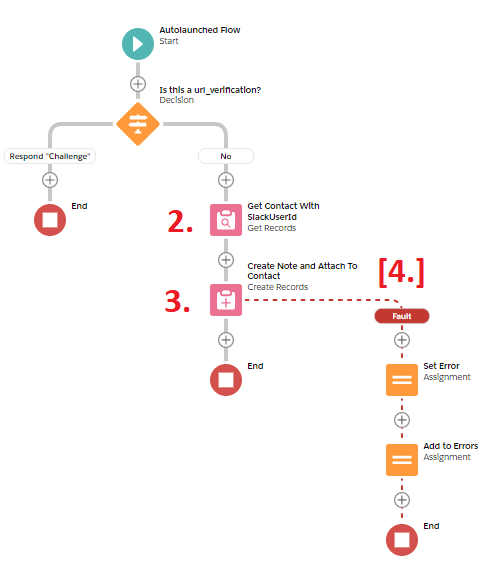 Autolaunched Flow
Start
Is this a url_verification?
Decision
Respond "Challenge"
No
End
2.
Get Contact With
SlackUserId
Get Records
3.
Create Note and Attach To
Contact
Create Records
[4.]
Fault
End
Set Error
Assignment
Add to Errors
Assignment
End